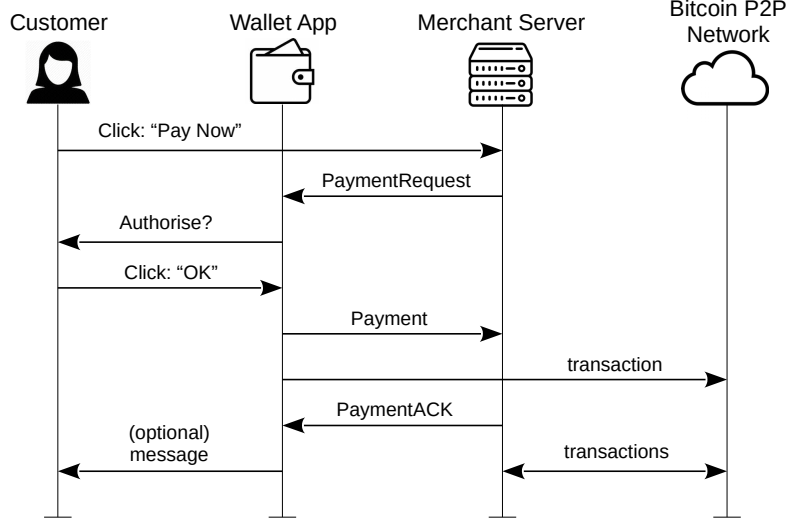 Customer
Wallet App
Merchant Server
Bitcoin P2P
Network
Click: “Pay Now”
PaymentRequest
Authorise?
Click: “OK”
Payment
transaction
PaymentACK
(optional)
message
transactions